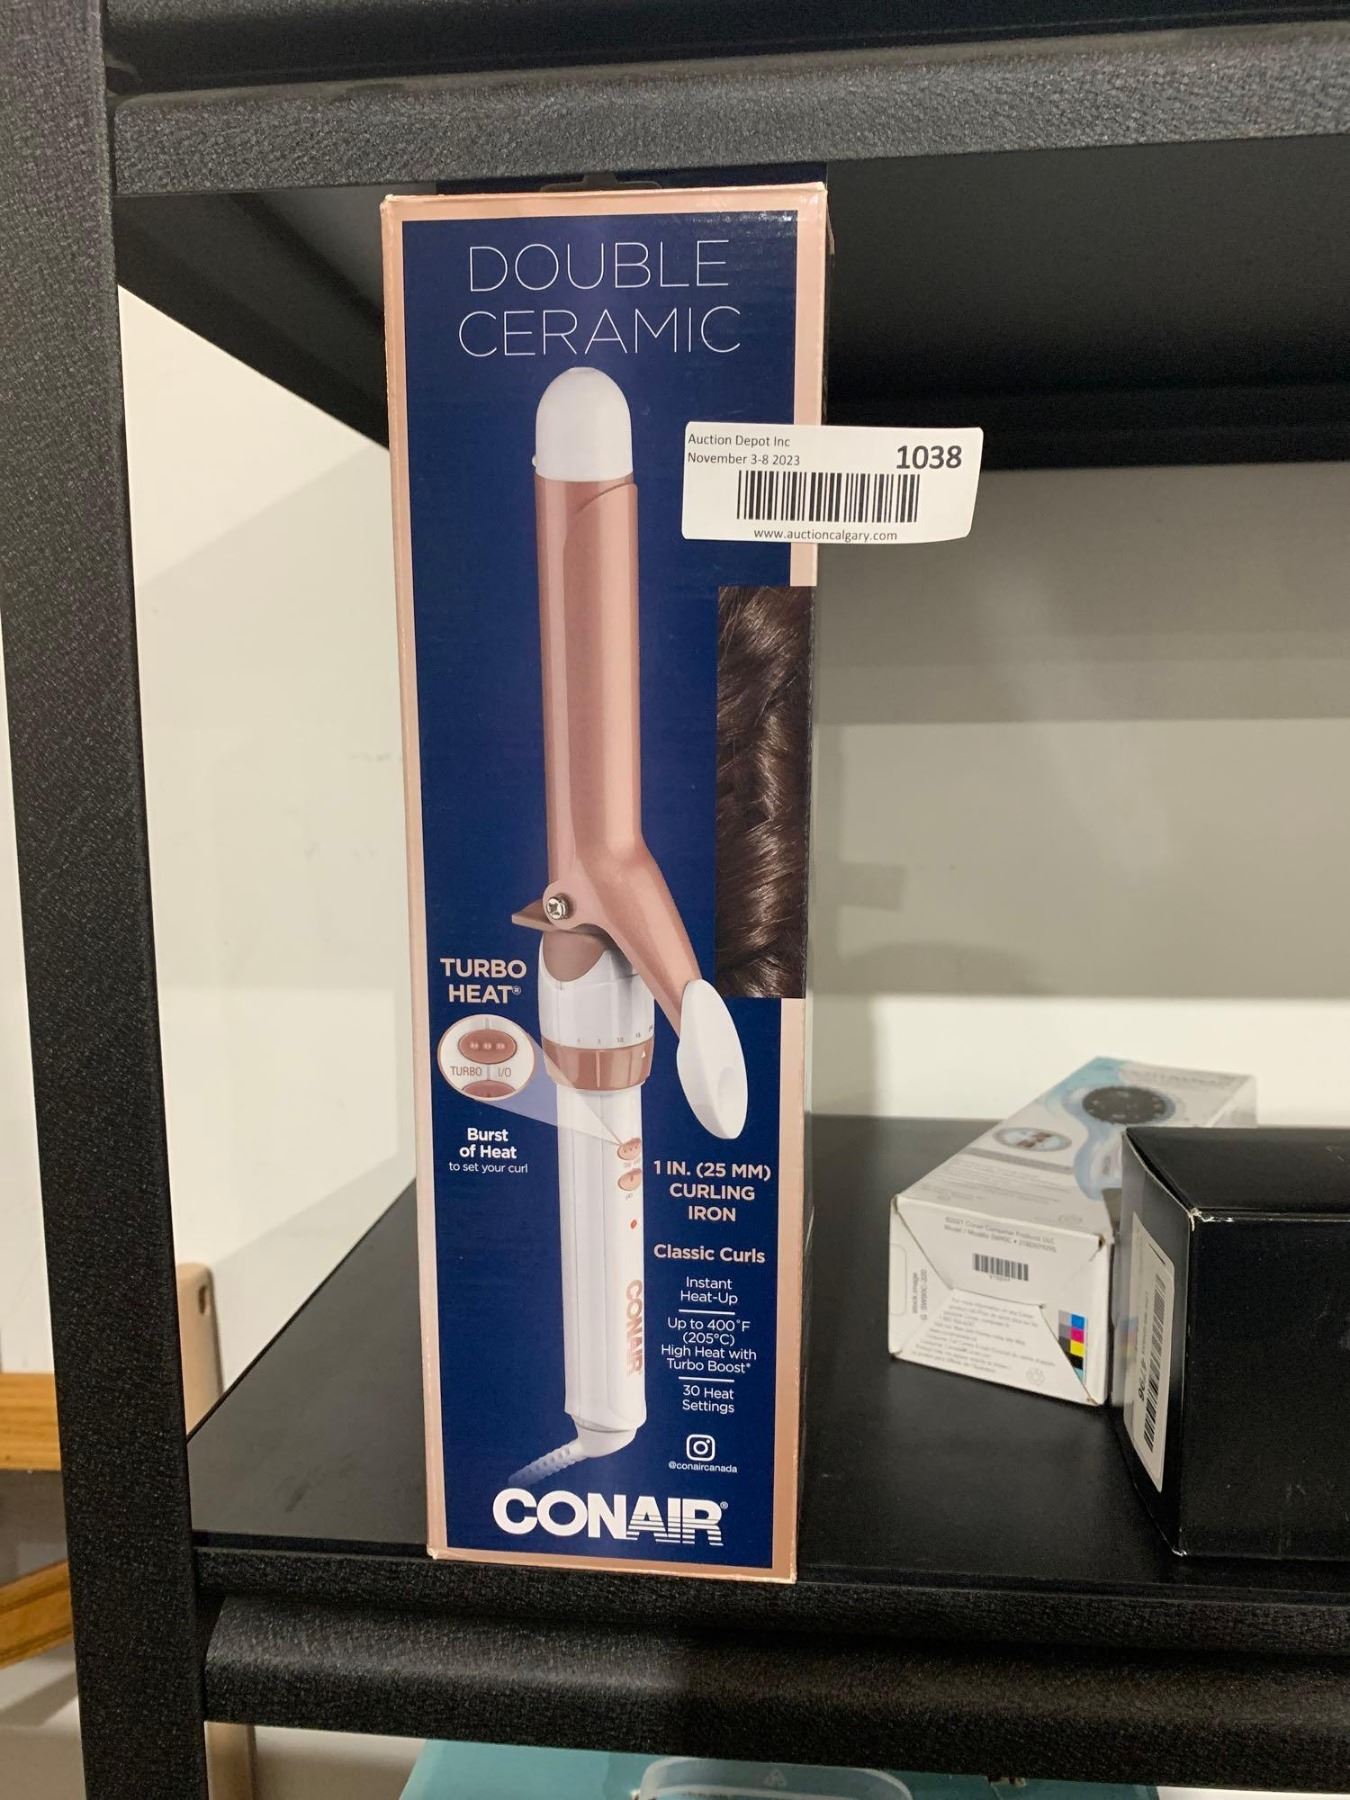 DOUBLE
CERAMIC
Auction Depot Inc
November 3-8 2023
1038
www.auctioncalgary.com
TURBO
HEAT®
TURBO I/O
Burst
of Heat
to set your curl
1 IN. (25 MM)
CURLING
IRON
Classic Curls
Instant
Heat-Up
Up to 400°F
(205°C)
High Heat with
Turbo Boost®
30 Heat
Settings
@conaircanada
CONAIR
CONAIR®